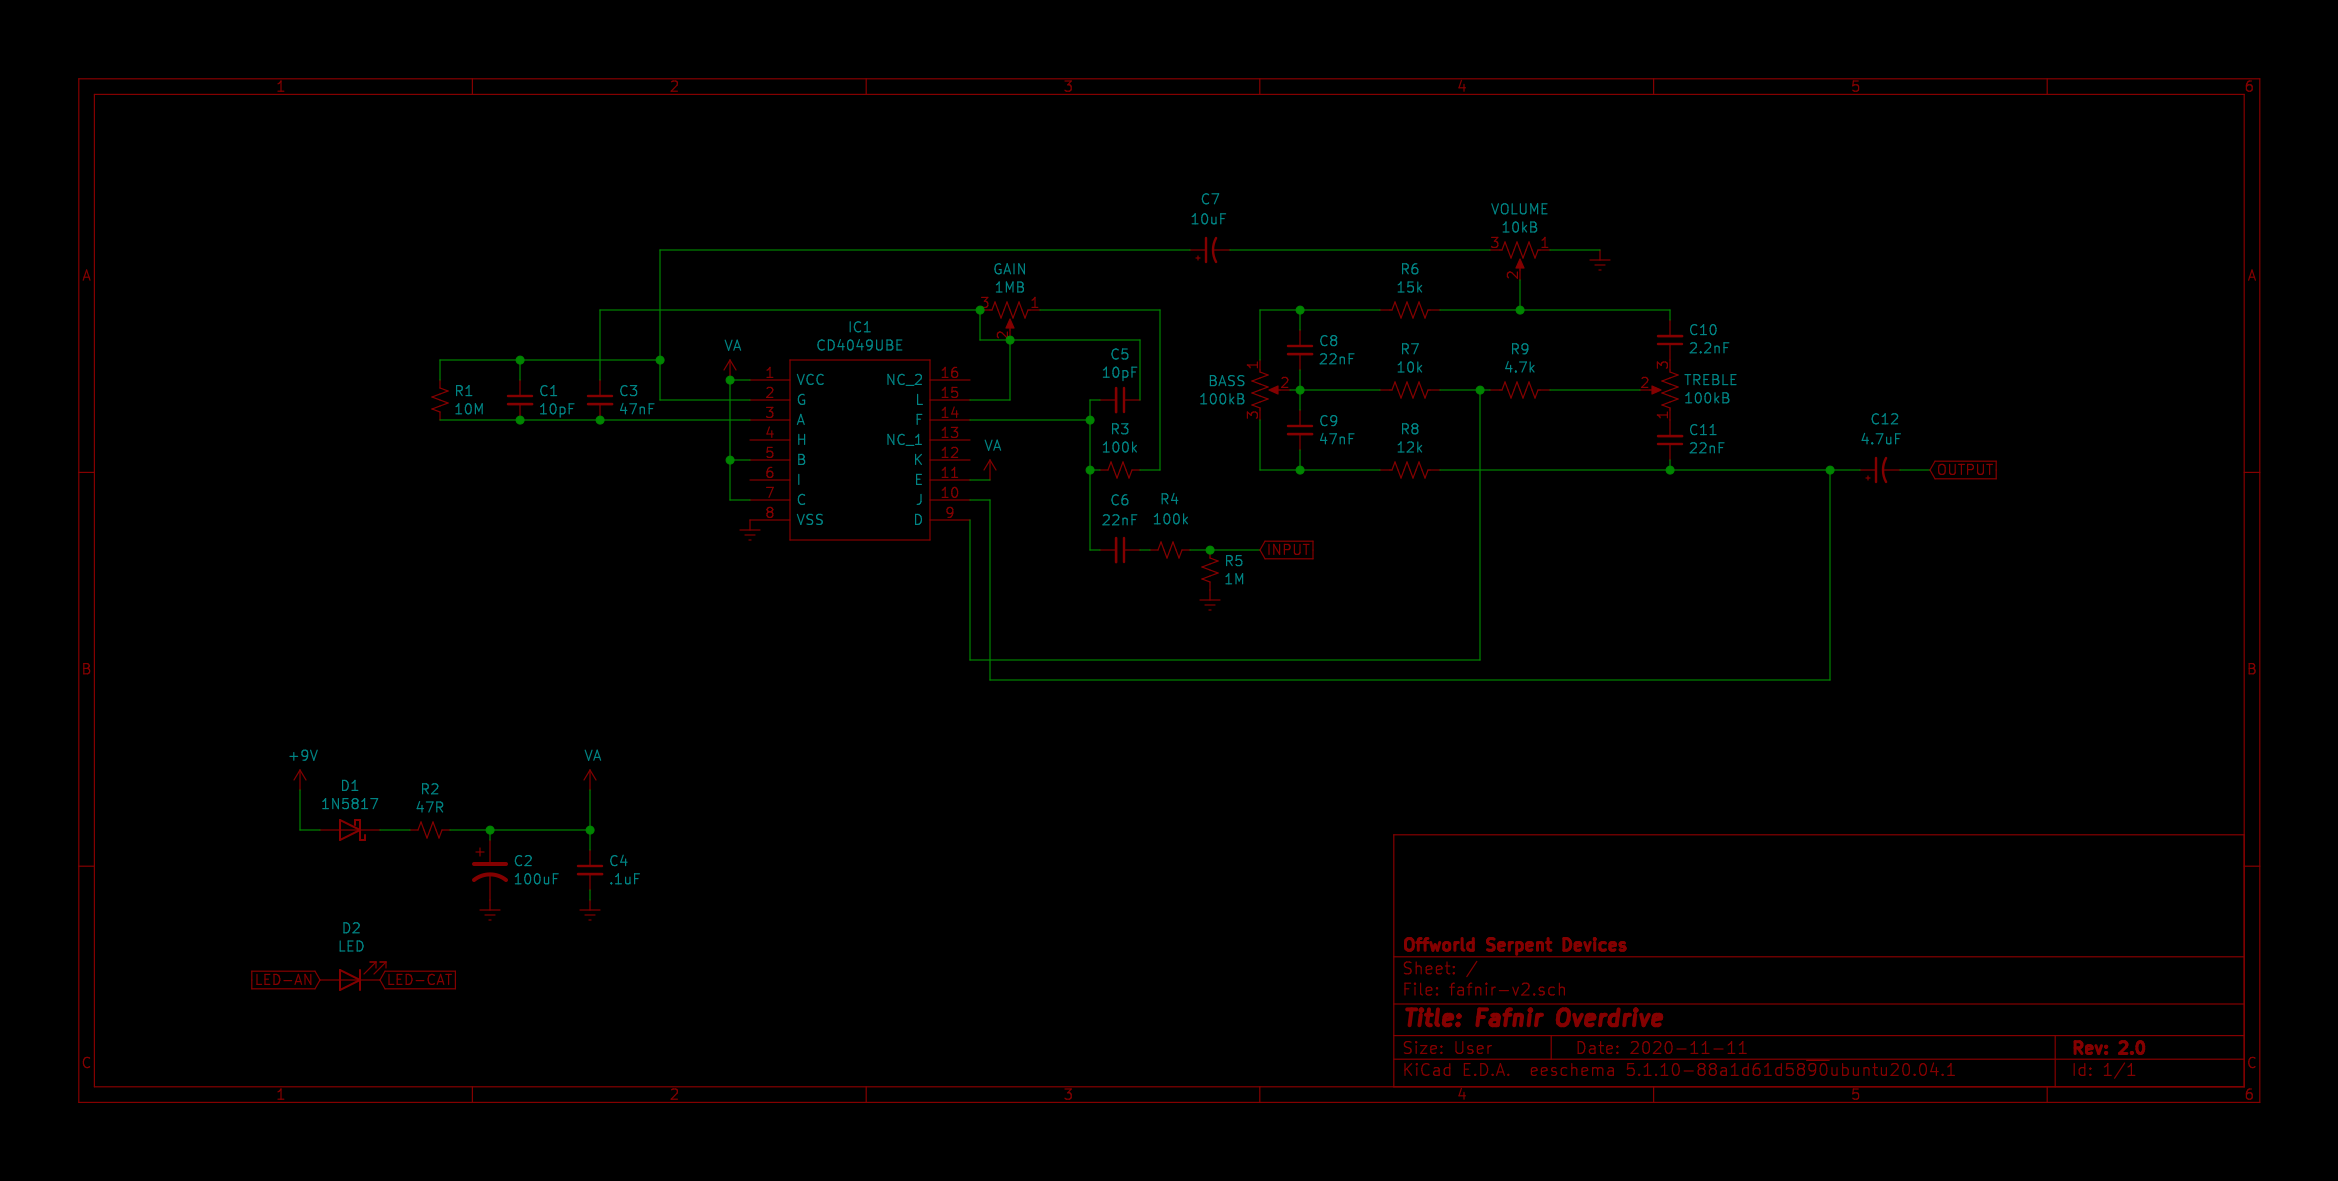 1 2 3 4 5 6
C7
10uF
VOLUME
10kB
3 1
2
GAIN
1MB
3 1
2
R6
15k
A A
IC1
CD4049UBE
VA
C10
2.2nF
C8
22nF
R7
10k
R9
4.7k
C5
10pF
3
1
1 VCC NC_2 16
2 G L 15
3 A F 14
4 H NC_1 13
5 B K 12
6 I E 11
7 C J 10
8 VSS D 9
R1
10M
C1
10pF
C3
47nF
BASS
100kB
2
3
2
TREBLE
100kB
1
R3
100k
C9
47nF
R8
12k
C11
22nF
C12
4.7uF
OUTPUT
VA
C6
22nF
R4
100k
INPUT
R5
1M
B B
+9V
VA
D1
1N5817
R2
47R
+
C2
100uF
C4
.1uF
D2
LED
LED-AN LED-CAT
Offworld Serpent Devices
Sheet: /
File: fafnir-v2.sch
Title: Fafnir Overdrive
Size: User Date: 2020-11-11 Rev: 2.0
KiCad E.D.A. eeschema 5.1.10-88a1d61d5890ubuntu20.04.1 Id: 1/1
C C
1 2 3 4 5 6